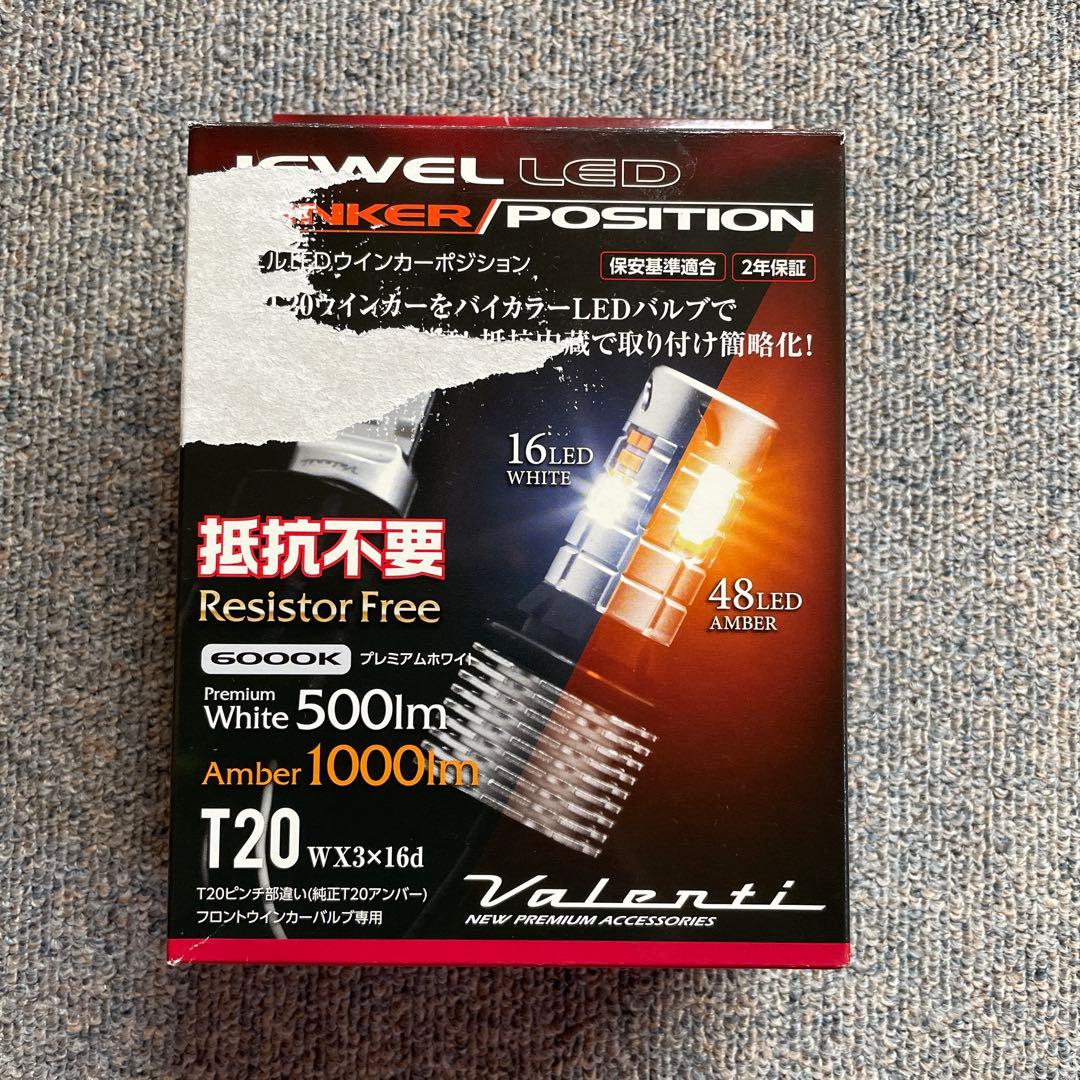 JEWEL LED
NKER/POSITION
ルLEDウインカーポジション
保安基準適合 2年保証
20ウインカーをバイカラーLEDバルブで
抵抗内蔵で取り付け簡略化!
16LED
WHITE
48LED
AMBER
抵抗不要
Resistor Free
6000K プレミアムホワイト
Premium
White 500lm
Amber 1000lm
T20 WX3×16d
T20ピンチ部違い(純正T20アンバー)
フロントウインカーバルブ専用
Valenti
NEW PREMIUM ACCESSORIES